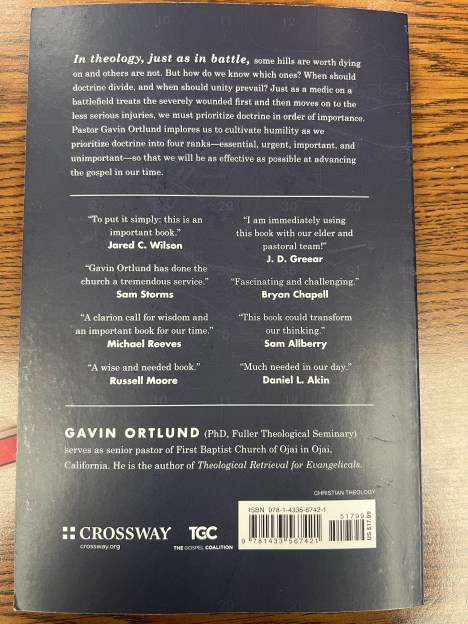 In theology, just as in battle, some hills are worth dying
on and others are not. But how do we know which ones? When should
doctrine divide, and when should unity prevail? Just as a medic on a
battlefield treats the severely wounded first and then moves on to the
less serious injuries, we must prioritize doctrine in order of importance.
Pastor Gavin Ortlund implores us to cultivate humility as we
prioritize doctrine into four ranks—essential, urgent, important, and
unimportant—so that we will be as effective as possible at advancing
the gospel in our time.
“To put it simply: this is an
important book.”
Jared C. Wilson
“Gavin Ortlund has done the
church a tremendous service.”
Sam Storms
“A clarion call for wisdom and
an important book for our time.”
Michael Reeves
“A wise and needed book.”
Russell Moore
“I am immediately using
this book with our elder and
pastoral team!”
J. D. Greear
“Fascinating and challenging.”
Bryan Chapell
“This book could transform
our thinking.”
Sam Allberry
“Much needed in our day.”
Daniel L. Akin
GAVIN ORTLUND (PhD, Fuller Theological Seminary)
serves as senior pastor of First Baptist Church of Ojai in Ojai,
California. He is the author of Theological Retrieval for Evangelicals.
CHRISTIAN THEOLOGY
CROSSWAY
crossway.org
TGC
THE GOSPEL COALITION
ISBN 978-1-4335-6742-1
51799
9 781433 567421
US $17.99